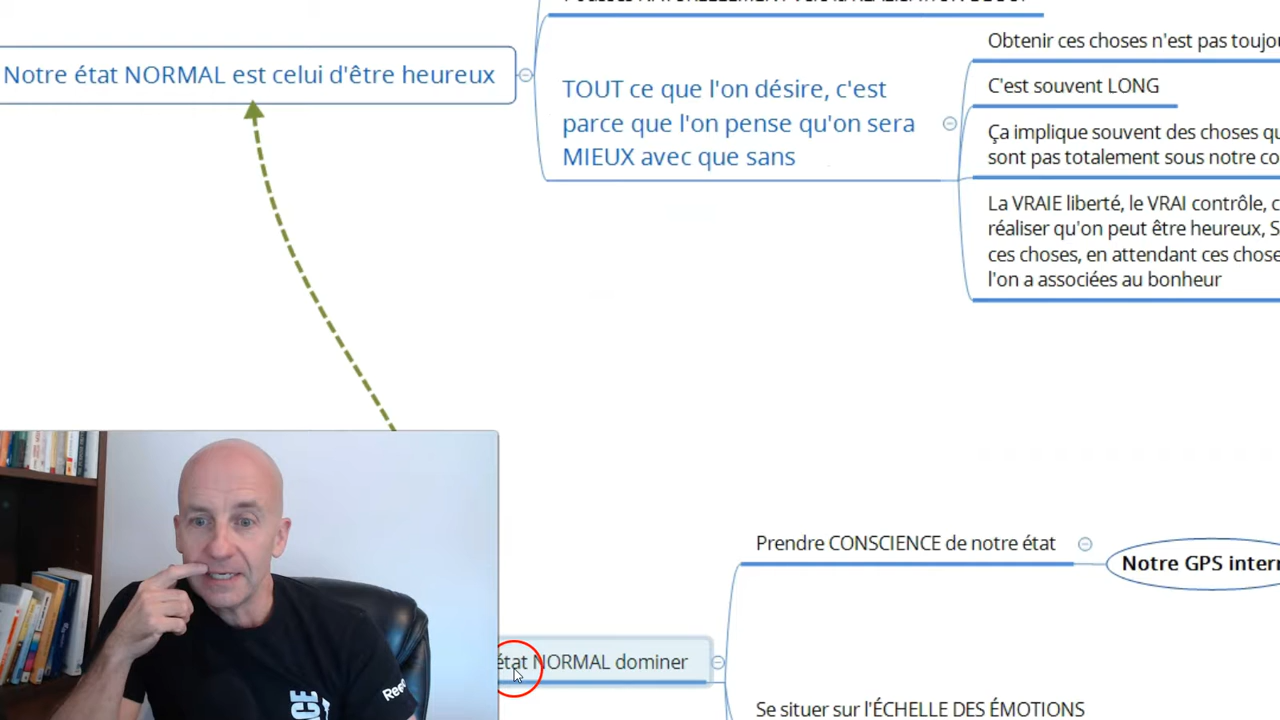 Notre état NORMAL est celui d'être heureux
TOUT ce que l'on désire, c'est
parce que l'on pense qu'on sera
MIEUX avec que sans
Obtenir ces choses n'est pas
C'est souvent LONG
Ça implique souvent des choses
sont pas totalement sous notre
La VRAIE liberté, le VRAI contrôle,
réaliser qu'on peut être heureux,
ces choses, en attendant ces
l'on a associées au bonheur
Prendre CONSCIENCE de notre état
Notre GPS
état NORMAL dominer
Se situer sur l'ÉCHELLE DES ÉMOTIONS